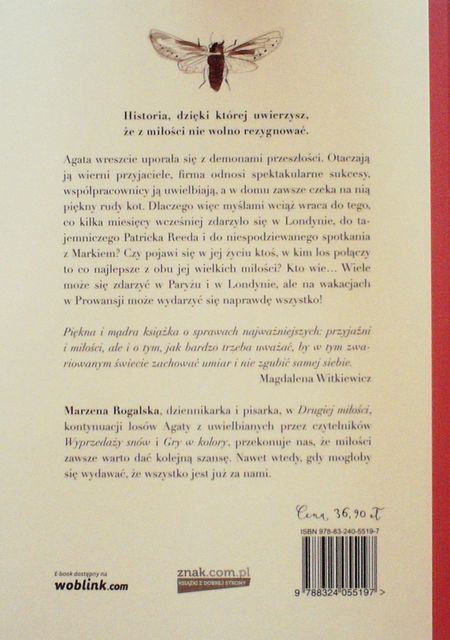 Historia, dzięki której uwierzysz,
że z miłości nie wolno rezygnować.
Agata wreszcie uporała się z demonami przeszłości. Otaczają
ją wierni przyjaciele, firma odnosi spektakularne sukcesy,
współpracownicy ją uwielbiają, a w domu zawsze czeka na nią
piękny rudy kot. Dlaczego więc myślami wciąż wraca do tego,
co kilka miesięcy wcześniej zdarzyło się w Londynie, do ta-
jemniczego Patricka Reeda i do niespodziewanego spotkania
z Markiem? Czy pojawi się w jej życiu ktoś, w kim los połączy
to co najlepsze z obu jej wielkich miłości? Kto wie... Wiele
może się zdarzyć w Paryżu i w Londynie, ale na wakacjach
w Prowansji może wydarzyć się naprawdę wszystko!
Piękna i mądra książka o sprawach najważniejszych: przyjaźni
i miłości, ale i o tym, jak bardzo trzeba uważać, by w tym zwa-
riowanym świecie zachować umiar i nie zgubić samej siebie.
Magdalena Witkiewicz
Marzena Rogalska, dziennikarka i pisarka, w Drugiej miłości,
kontynuacji losów Agaty z uwielbianych przez czytelników
Wyprzedaży snów i Gry w kolory, przekonuje nas, że miłości
zawsze warto dać kolejną szansę. Nawet wtedy, gdy mogłoby
się wydawać, że wszystko jest już za nami.
Cena 36,90 zł
ISBN 978-83-240-5519-7
E-book dostępny na
woblink.com
znak.com.pl
KSIĄŻKI Z DOBREJ STRONY
9 788324 055197 >